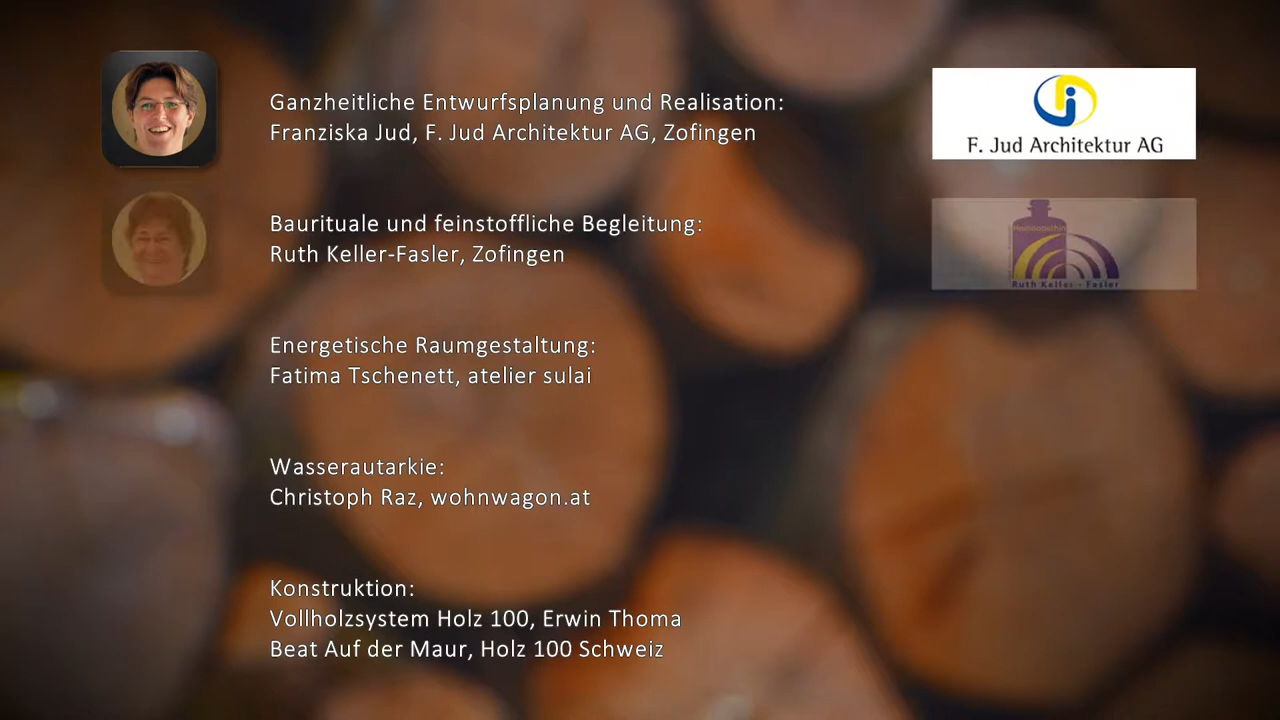 Ganzheitliche Entwurfsplanung und Realisation:
Franziska Jud, F. Jud Architektur AG, Zofingen
F. Jud Architektur AG
Baurituale und feinstoffliche Begleitung:
Ruth Keller-Fasler, Zofingen
Homöopathin
Ruth Keller - Fasler
Energetische Raumgestaltung:
Fatima Tschenett, atelier sulai
Wasserautarkie:
Christoph Raz, wohnwagon.at
Konstruktion:
Vollholzsystem Holz 100, Erwin Thoma
Beat Auf der Maur, Holz 100 Schweiz